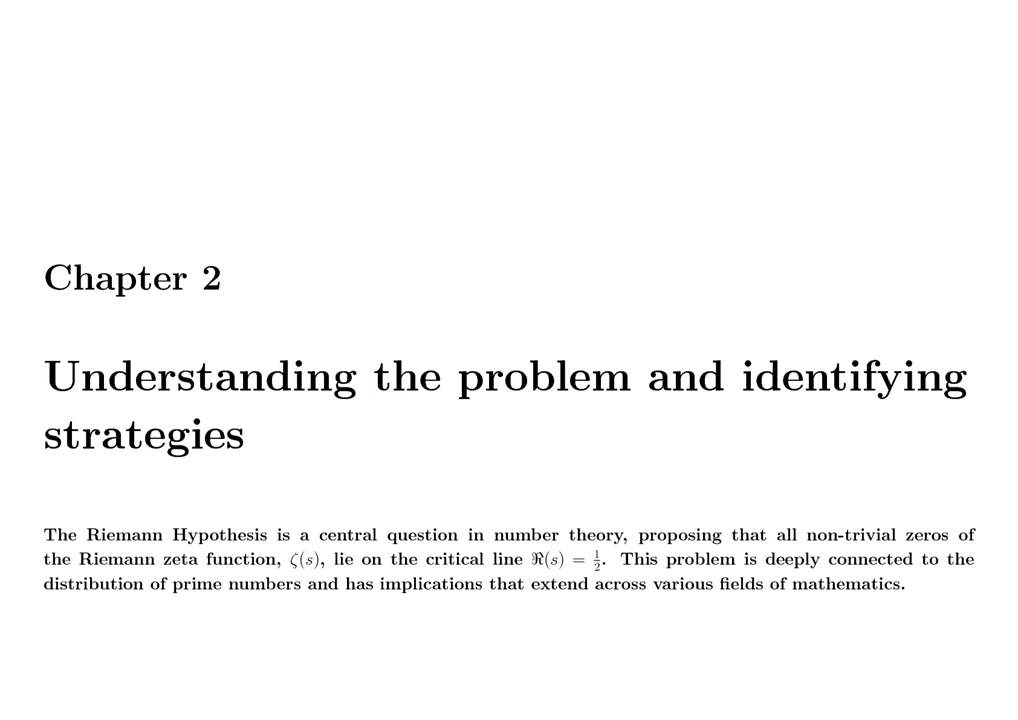 Chapter 2
Understanding the problem and identifying
strategies
The Riemann Hypothesis is a central question in number theory, proposing that all non-trivial zeros of
the Riemann zeta function, ζ(s), lie on the critical line ℜ(s) = 1/2. This problem is deeply connected to the
distribution of prime numbers and has implications that extend across various fields of mathematics.